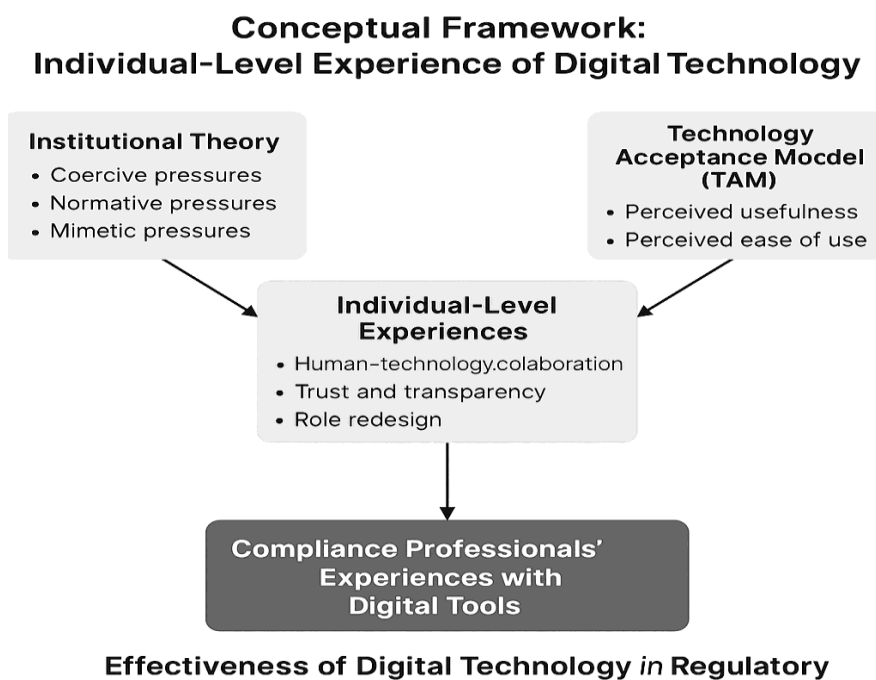 Conceptual Framework:
Individual-Level Experience of Digital Technology
Institutional Theory
• Coercive pressures
• Normative pressures
• Mimetic pressures
Technology
Acceptance Mocdel
(TAM)
• Perceived usefulness
• Perceived ease of use
Individual-Level
Experiences
• Human-technology.colaboration
• Trust and transparency
• Role redesign
Compliance Professionals'
Experiences with
Digital Tools
Effectiveness of Digital Technology in Regulatory